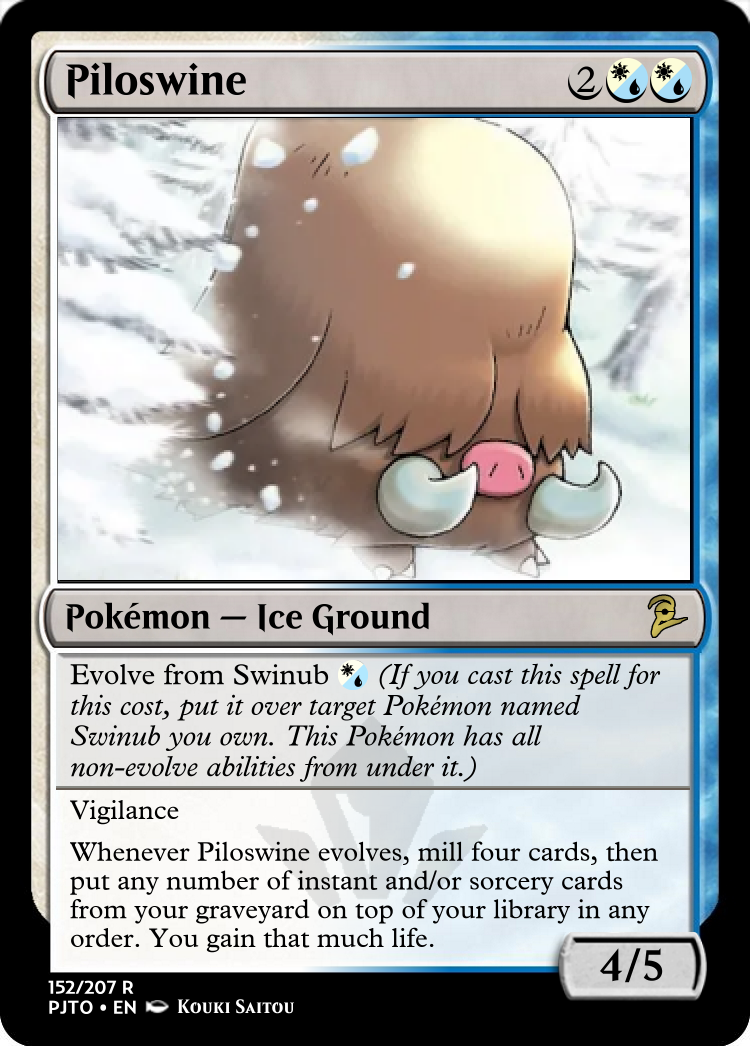 Piloswine 2
Pokémon — Ice Ground
Evolve from Swinub (If you cast this spell for
this cost, put it over target Pokémon named
Swinub you own. This Pokémon has all
non-evolve abilities from under it.)
Vigilance
Whenever Piloswine evolves, mill four cards, then
put any number of instant and/or sorcery cards
from your graveyard on top of your library in any
order. You gain that much life.
4/5
152/207 R
PJTO • EN Kouki Saitou